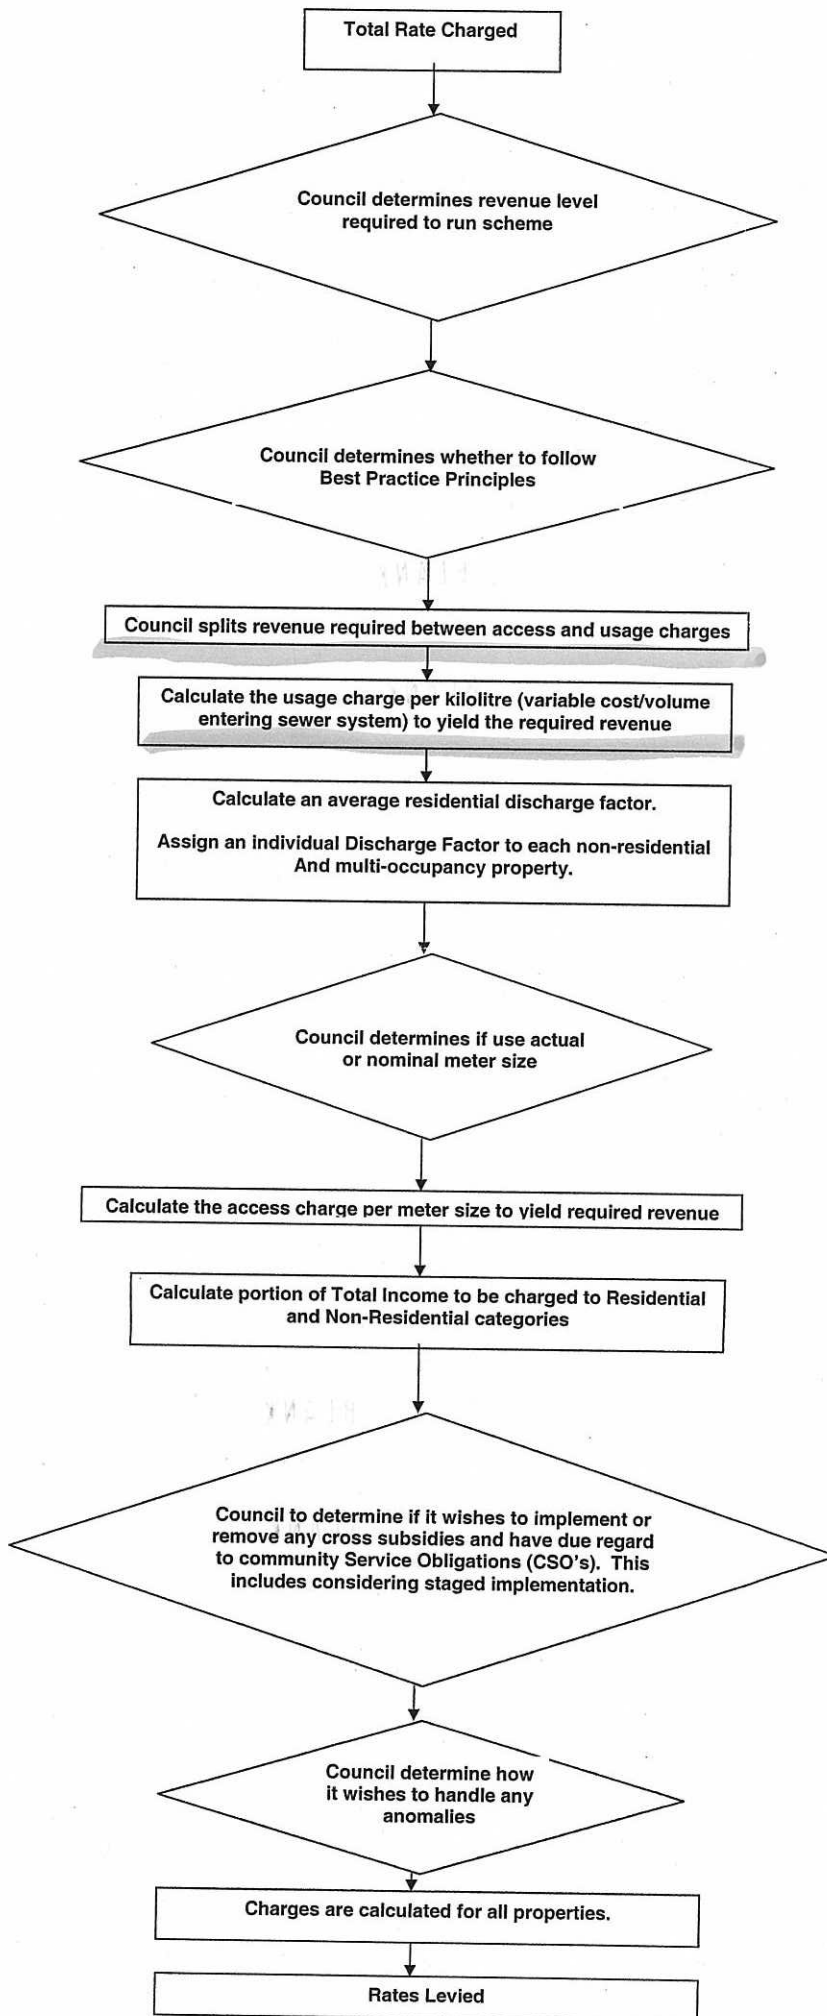 Total Rate Charged
Council determines revenue level
required to run scheme
Council determines whether to follow
Best Practice Principles
Council splits revenue required between access and usage charges
Calculate the usage charge per kilolitre (variable cost/volume
entering sewer system) to yield the required revenue
Calculate an average residential discharge factor.
Assign an individual Discharge Factor to each non-residential
And multi-occupancy property.
Council determines if use actual
or nominal meter size
Calculate the access charge per meter size to yield required revenue
Calculate portion of Total Income to be charged to Residential
and Non-Residential categories
Council to determine if it wishes to implement or
remove any cross subsidies and have due regard
to community Service Obligations (CSO's). This
includes considering staged implementation.
Council determine how
it wishes to handle any
anomalies
Charges are calculated for all properties.
Rates Levied